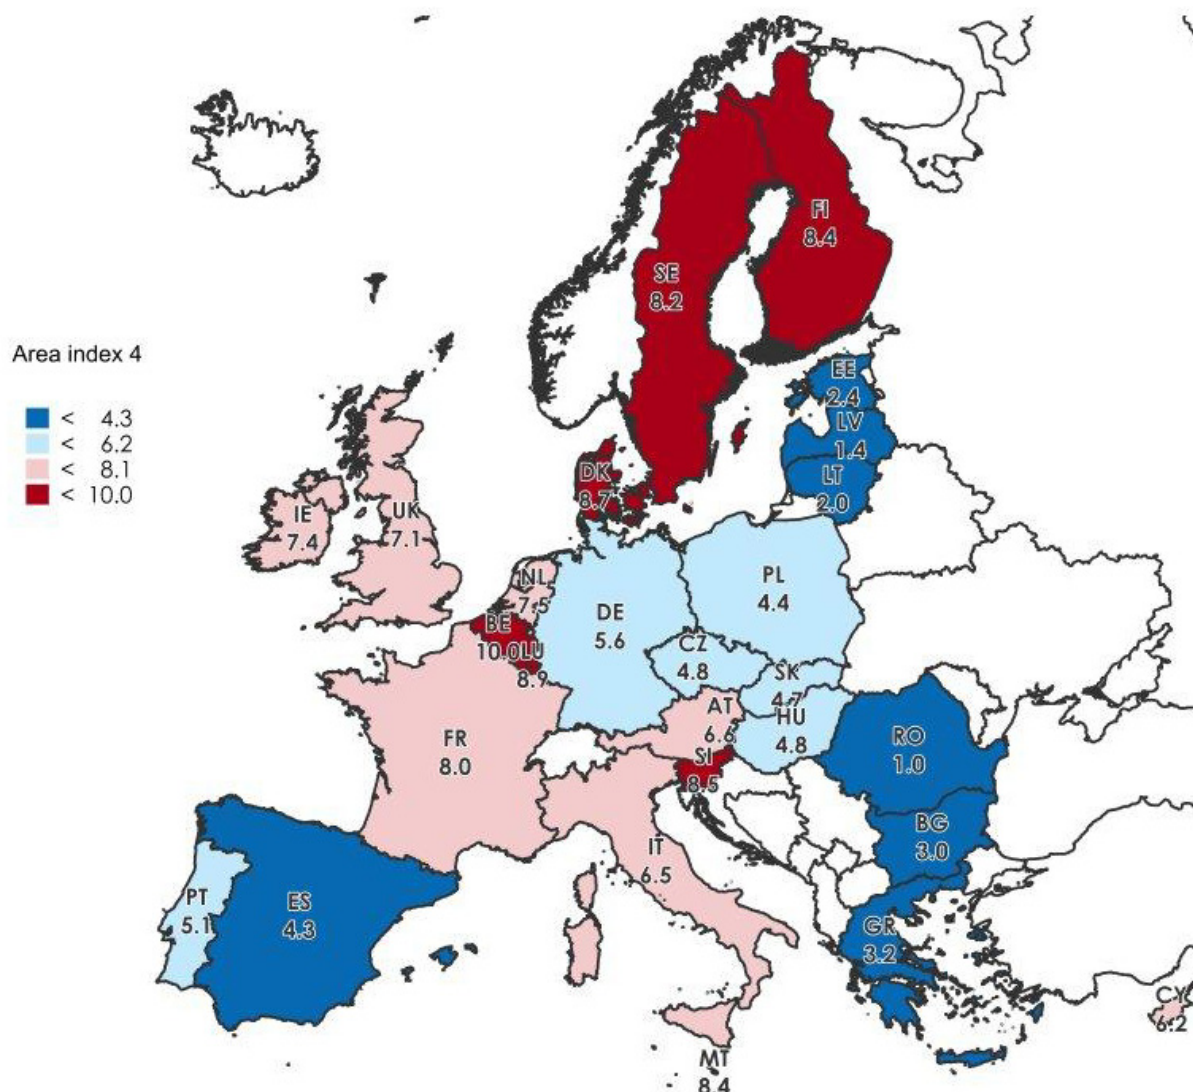 Area index 4
< 4.3
< 6.2
< 8.1
< 10.0
FI
8.4
SE
8.2
EE
2.4
LV
1.4
LT
2.0
DK
8.7
IE
7.4
UK
7.1
NL
7.5
BE
10.0
LU
8.9
DE
5.6
PL
4.4
CZ
4.8
SK
4.7
AT
6.6
HU
4.8
SI
8.5
FR
8.0
RO
1.0
BG
3.0
IT
6.5
PT
5.1
ES
4.3
GR
3.2
CY
6.2
MT
8.4